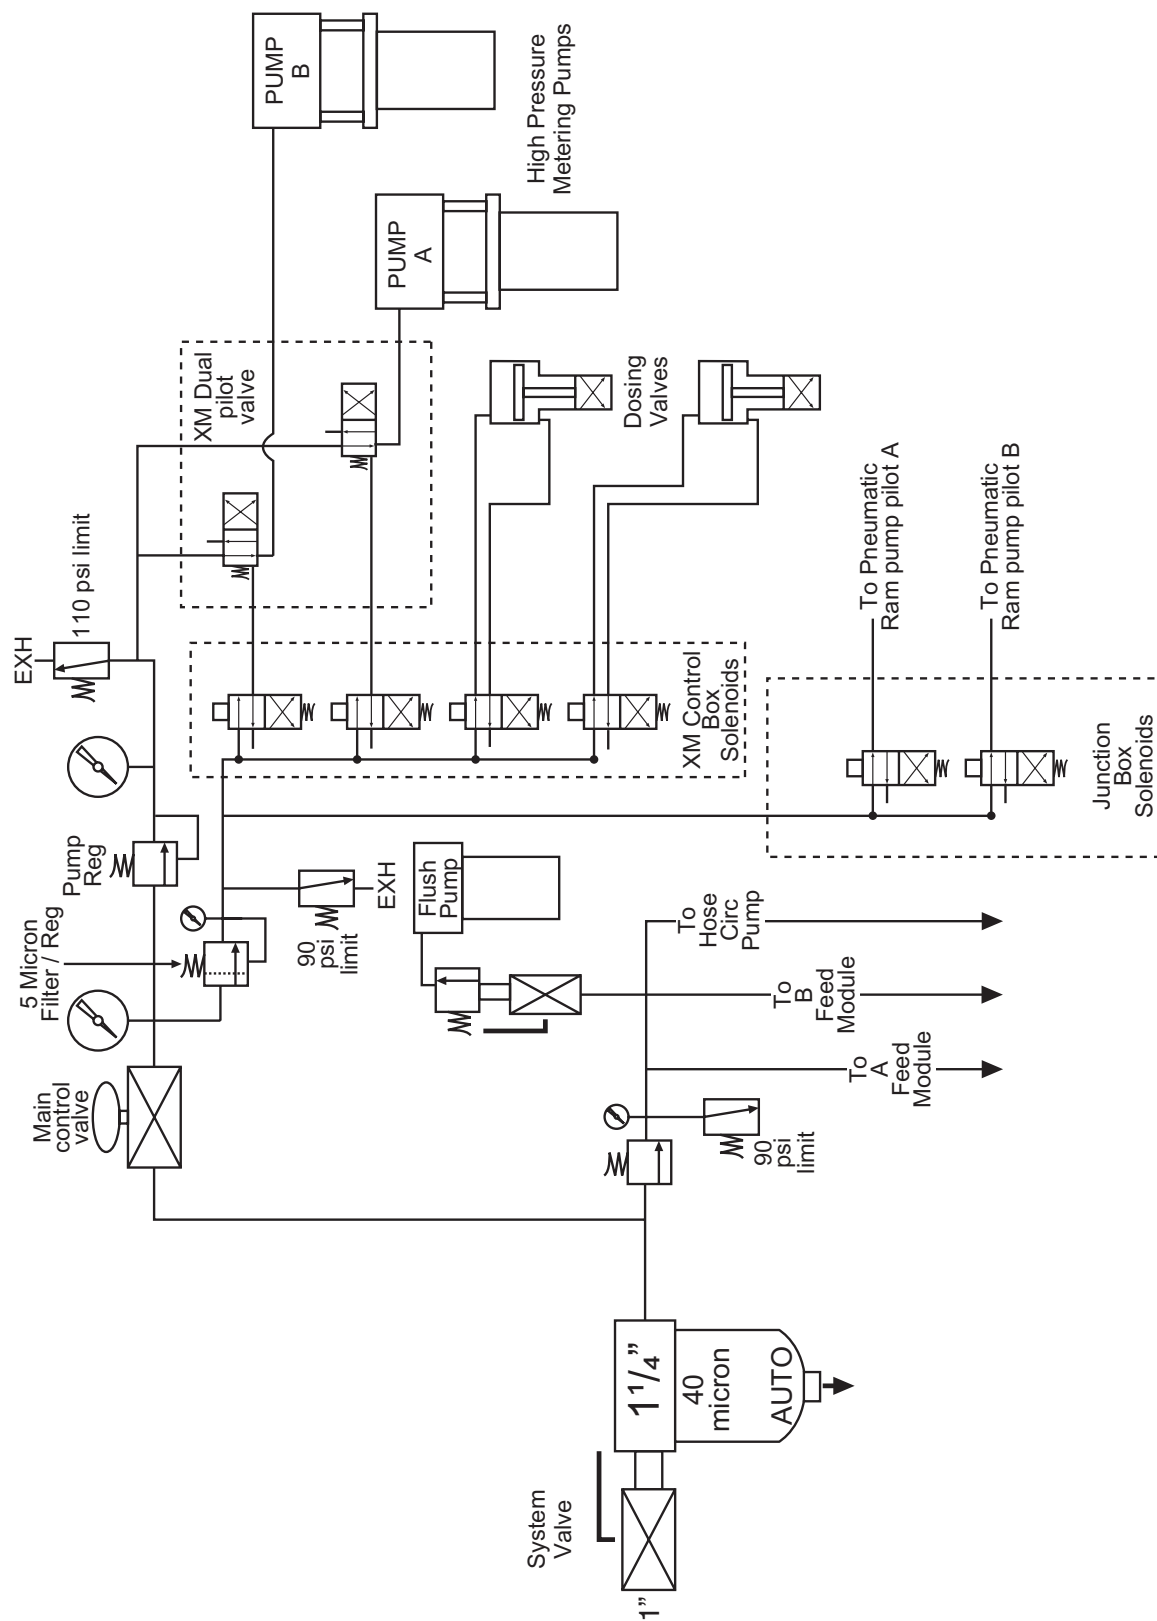 PUMP
B
High Pressure
Metering Pumps
PUMP
A
XM Dual
pilot
valve
Dosing
Valves
110 psi limit
EXH
To Pneumatic
Ram pump pilot A
To Pneumatic
Ram pump pilot B
XM Control
Box
Solenoids
Junction
Box
Solenoids
Pump
Reg
5 Micron
Filter / Reg
EXH
90
psi
limit
Flush
Pump
To
Hose
Circ
Pump
To
B
Feed
Module
To
A
Feed
Module
Main
control
valve
90
psi
limit
1¹/₄”
40
micron
AUTO
System
Valve
1”